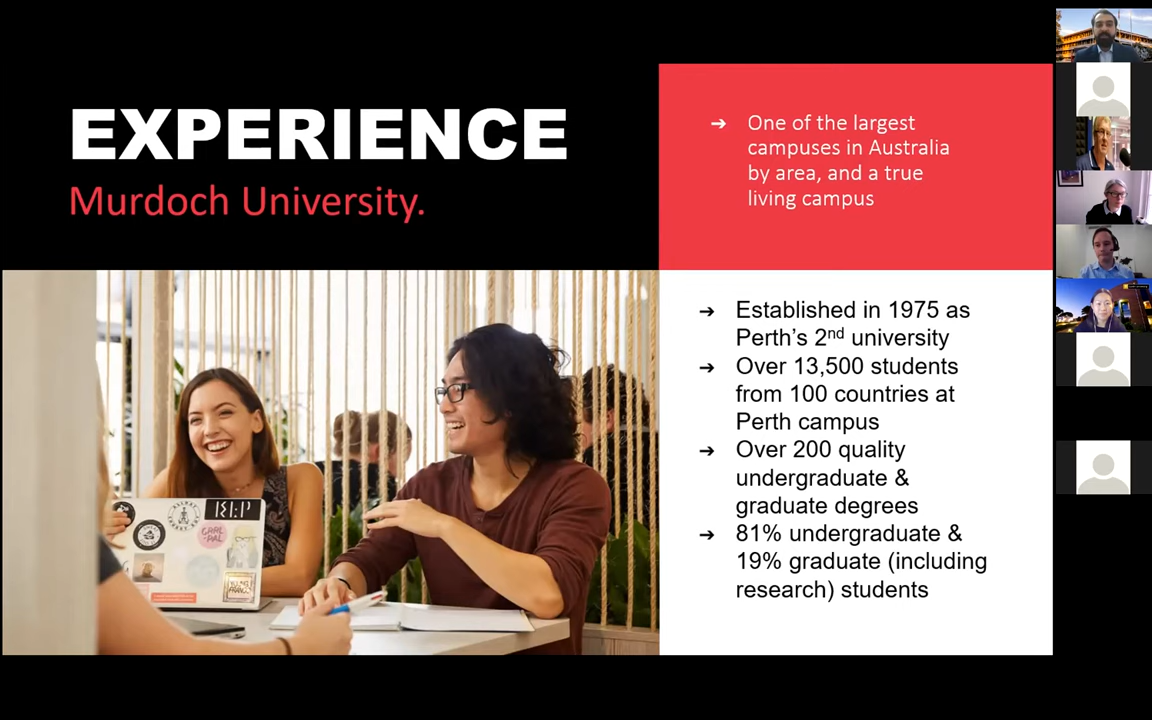 EXPERIENCE
Murdoch University.
➔ One of the largest
campuses in Australia
by area, and a true
living campus
➔ Established in 1975 as
Perth’s 2nd university
➔ Over 13,500 students
from 100 countries at
Perth campus
➔ Over 200 quality
undergraduate &
graduate degrees
➔ 81% undergraduate &
19% graduate (including
research) students
GRRL
PAL